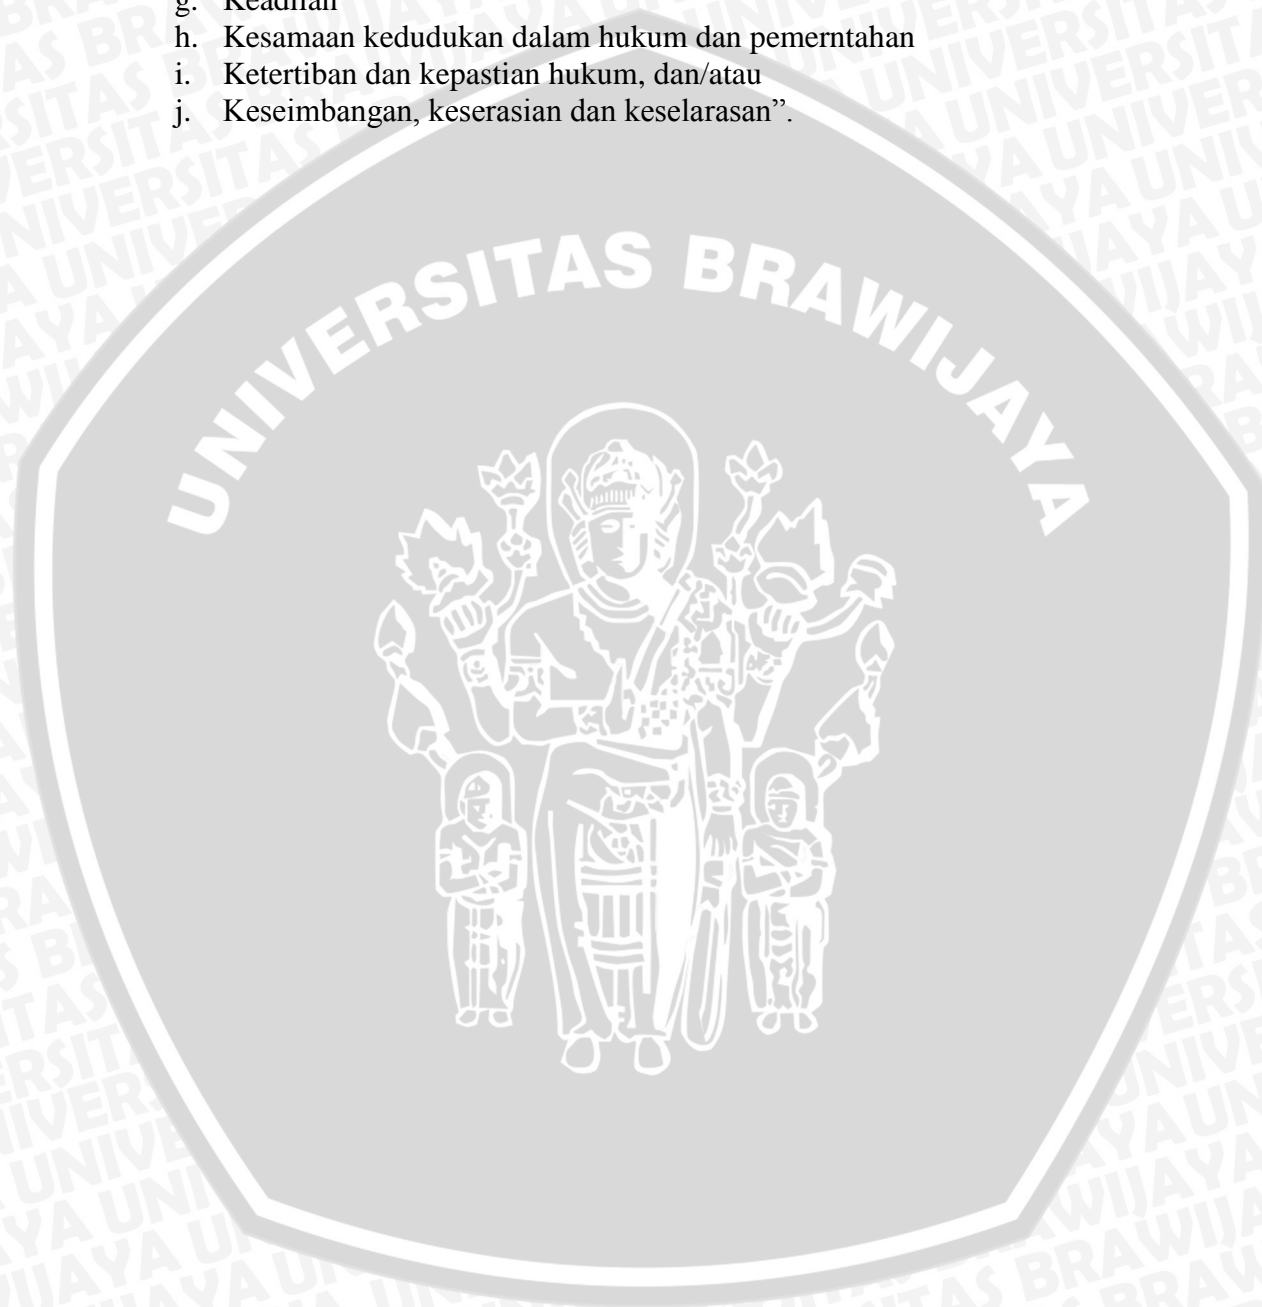 g. Keadilan
h. Kesamaan kedudukan dalam hukum dan pemerntahan
i. Ketertiban dan kepastian hukum, dan/atau
j. Keseimbangan, keserasian dan keselarasan”.
UNIVERSITAS BRAWIJAYA